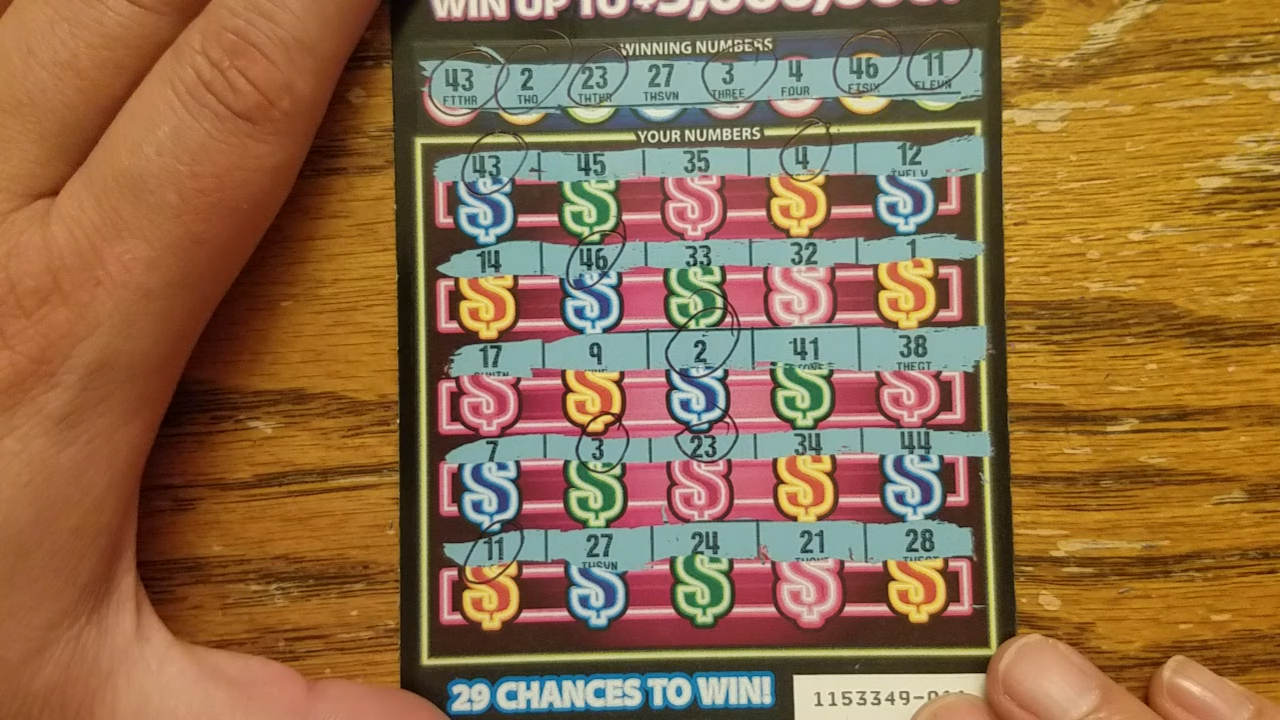 WINNING NUMBERS
43 2 23 27 3 4 46 11
FTTHR TWO THTHR THSVN THREE FOUR FTSIX ELEVN
YOUR NUMBERS
43 45 35 4 12
14 46 33 32 1
17 9 2 41 38
THEGT
7 3 23 34 44
11 27 24 21 28
29 CHANCES TO WIN!
1153349-